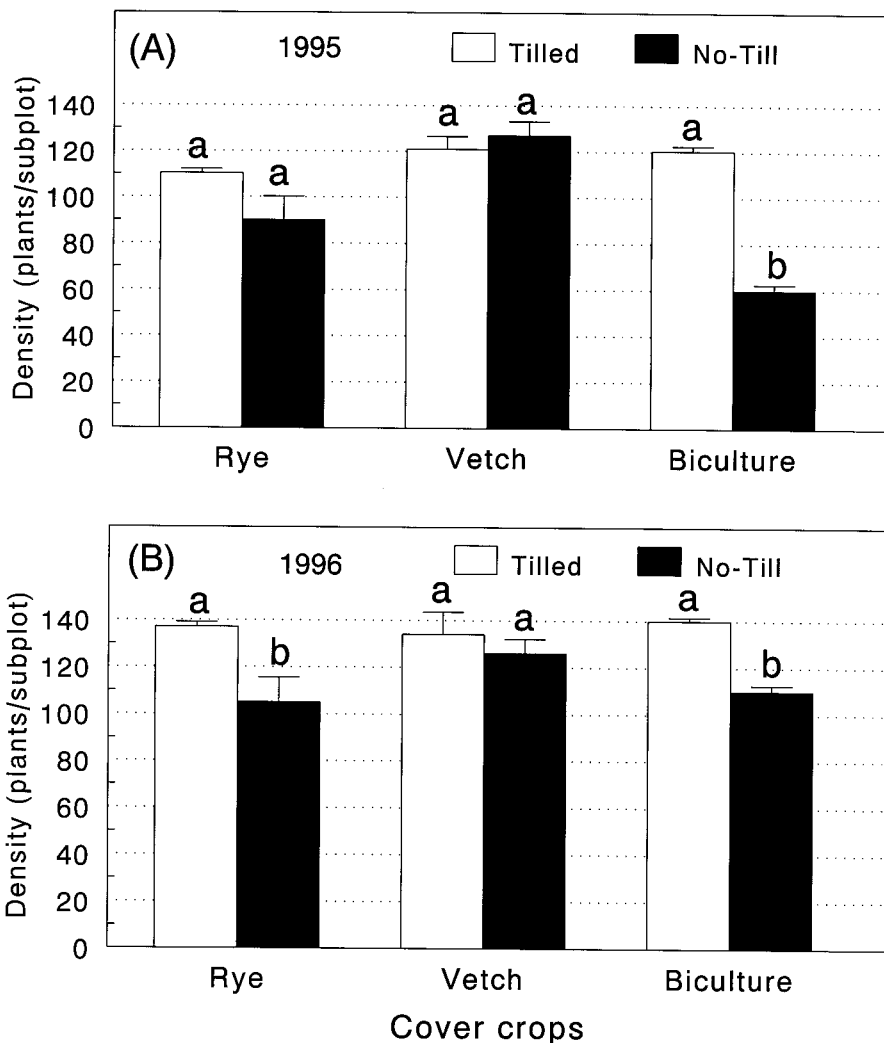 (A) 1995 Tilled No-Till
Density (plants/subplot)
140
120
100
80
60
40
20
0
a a a a a b
Rye Vetch Biculture
(B) 1996 Tilled No-Till
Density (plants/subplot)
140
120
100
80
60
40
20
0
a b a a a b
Rye Vetch Biculture
Cover crops